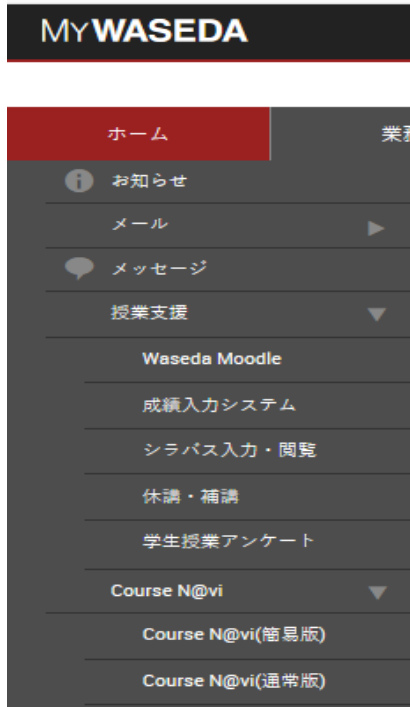 MYWASEDA
ホーム
業
お知らせ
メール
メッセージ
授業支援
Waseda Moodle
成績入力システム
シラバス入力・閲覧
休講・補講
学生授業アンケート
Course N@vi
Course N@vi(簡易版)
Course N@vi(通常版)